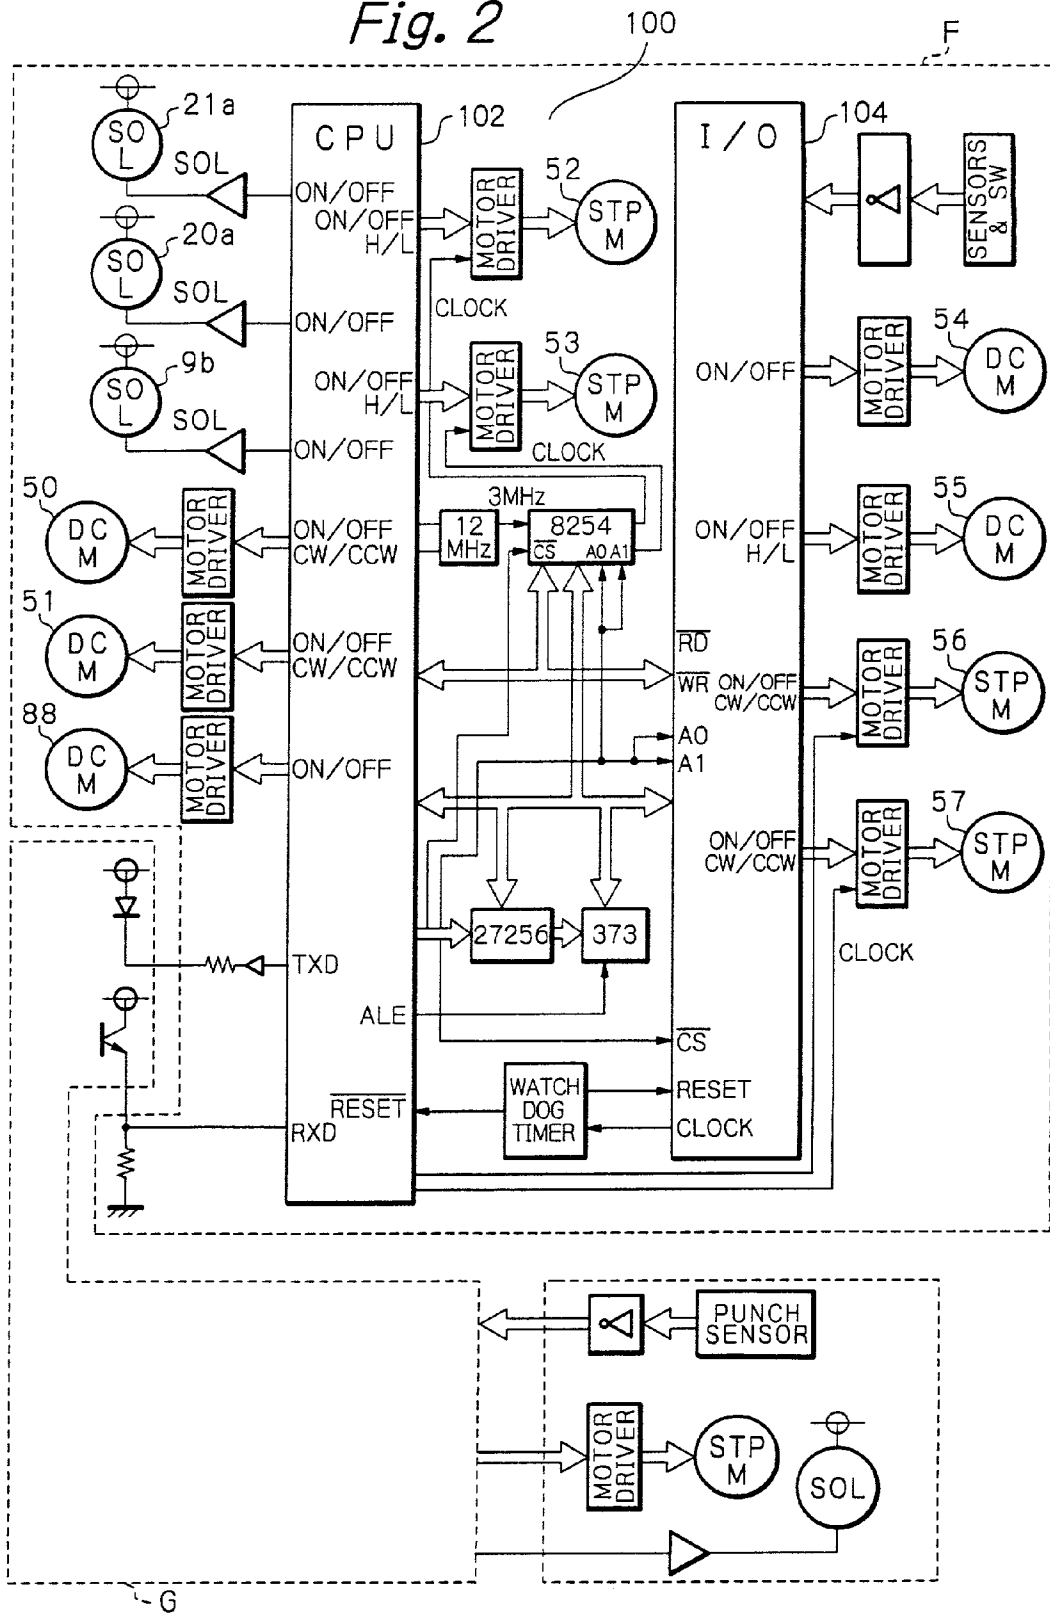 Fig. 2
100
F
21a
SO
L
SOL
20a
SO
L
SOL
9b
SO
L
SOL
50
DC
M
MOTOR
DRIVER
51
DC
M
MOTOR
DRIVER
88
DC
M
MOTOR
DRIVER
CPU
102
ON/OFF
ON/OFF
H/L
ON/OFF
ON/OFF
H/L
ON/OFF
ON/OFF
CW/CCW
ON/OFF
CW/CCW
ON/OFF
TXD
ALE
RESET
RXD
MOTOR
DRIVER
52
STP
M
CLOCK
MOTOR
DRIVER
53
STP
M
CLOCK
3MHz
12
MHz
8254
CS A0 A1
27256
373
WATCH
DOG
TIMER
I/O
104
SENSORS
& SW
ON/OFF
MOTOR
DRIVER
54
DC
M
ON/OFF
H/L
MOTOR
DRIVER
55
DC
M
RD
WR
ON/OFF
CW/CCW
MOTOR
DRIVER
56
STP
M
A0
A1
ON/OFF
CW/CCW
MOTOR
DRIVER
57
STP
M
CLOCK
CS
RESET
CLOCK
PUNCH
SENSOR
MOTOR
DRIVER
STP
M
SOL
G